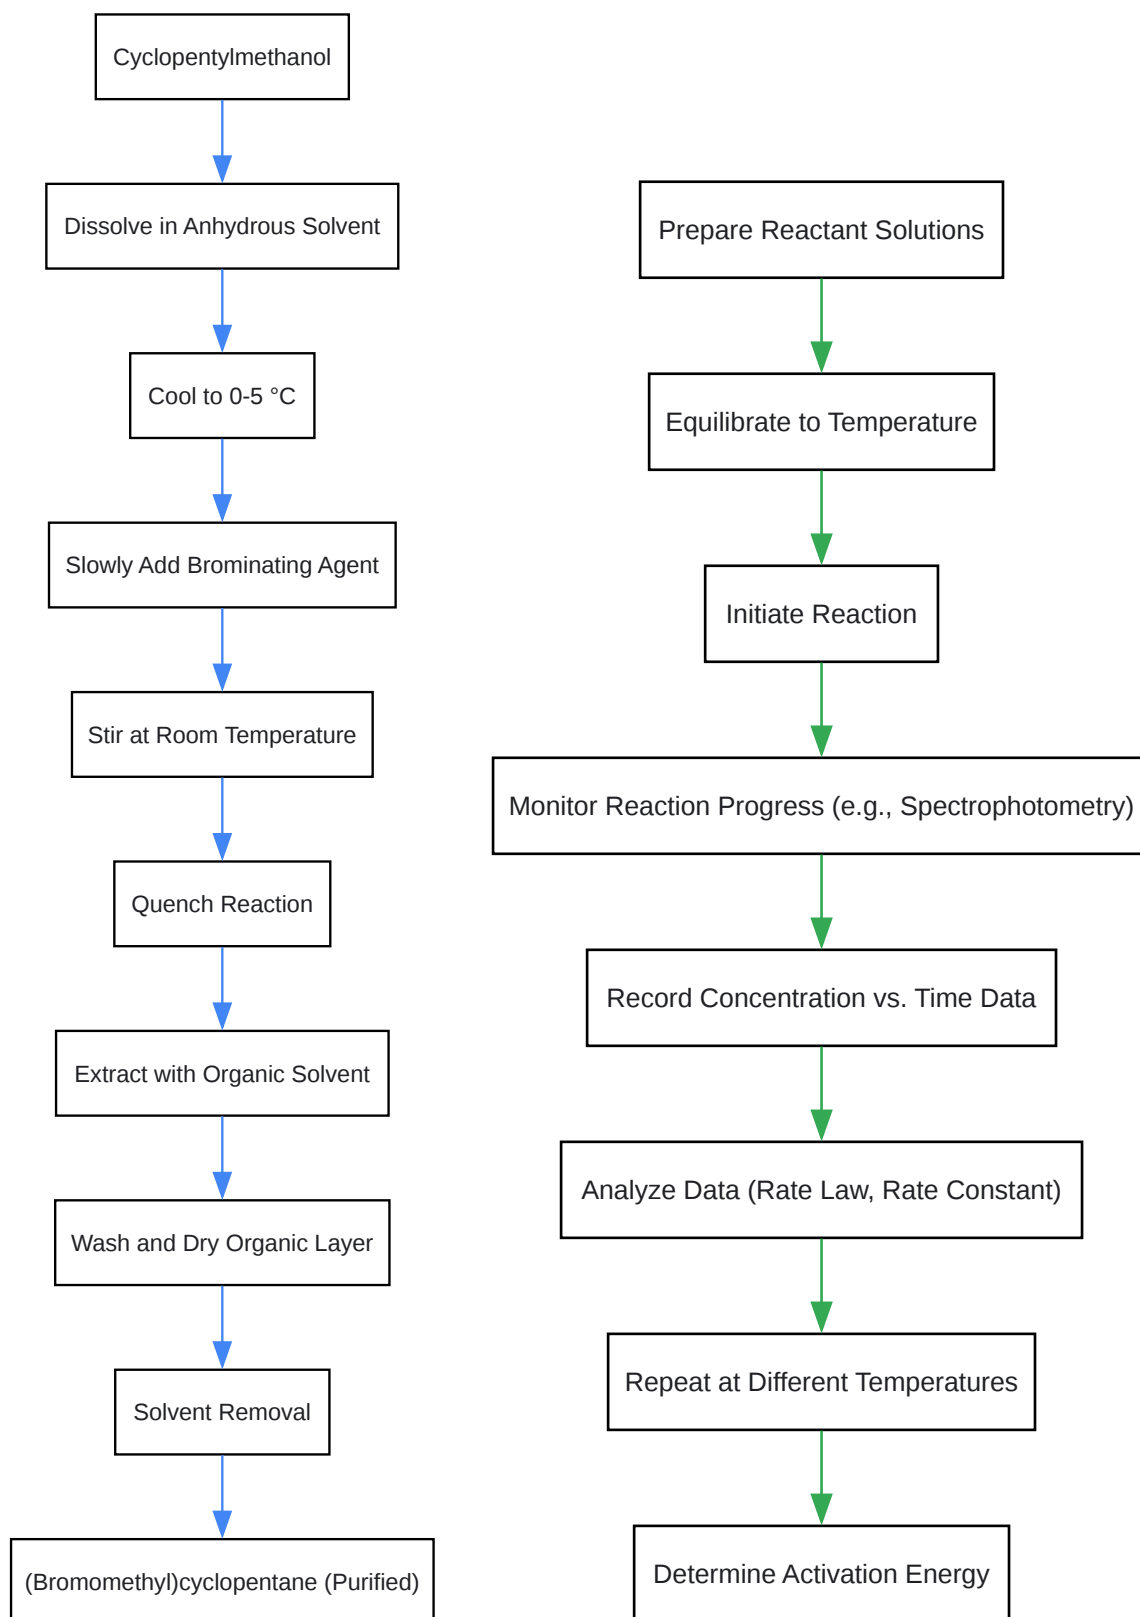 Cyclopentylmethanol
Dissolve in Anhydrous Solvent
Cool to 0-5 °C
Slowly Add Brominating Agent
Stir at Room Temperature
Quench Reaction
Extract with Organic Solvent
Wash and Dry Organic Layer
Solvent Removal
(Bromomethyl)cyclopentane (Purified)
Prepare Reactant Solutions
Equilibrate to Temperature
Initiate Reaction
Monitor Reaction Progress (e.g., Spectrophotometry)
Record Concentration vs. Time Data
Analyze Data (Rate Law, Rate Constant)
Repeat at Different Temperatures
Determine Activation Energy